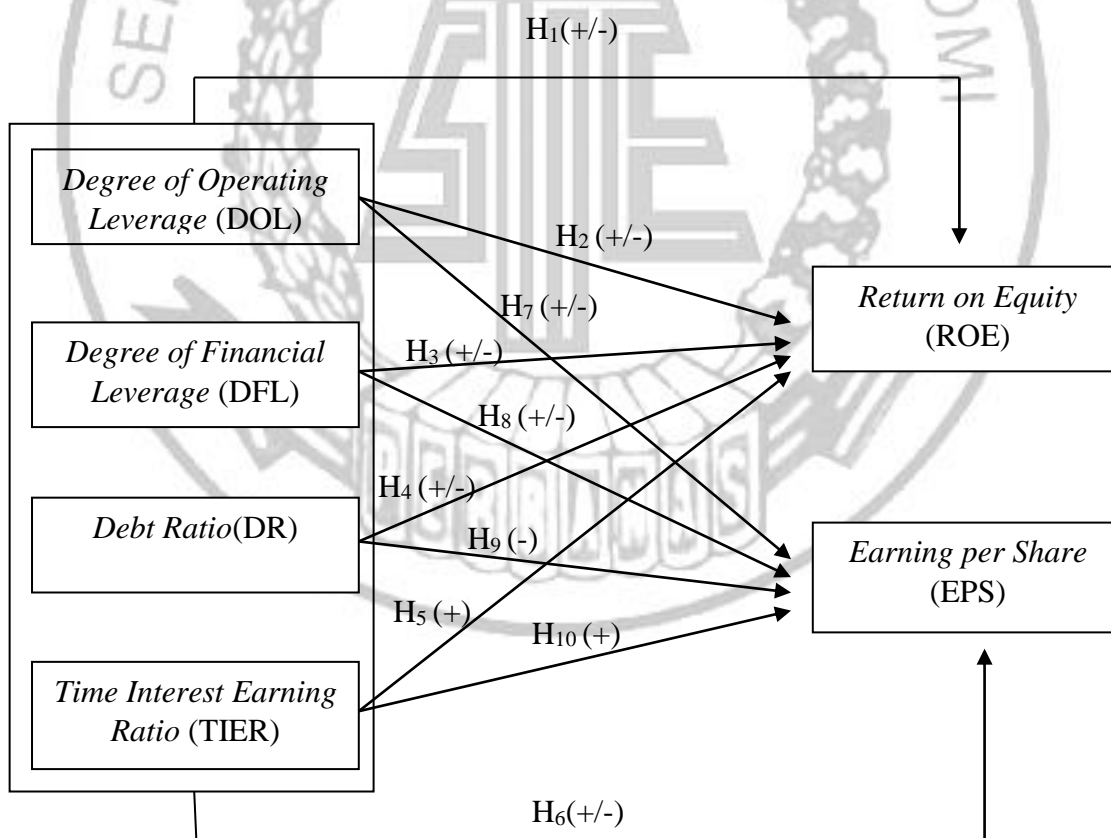 H₁(+/-)
Degree of Operating
Leverage (DOL)
H₂ (+/-)
Return on Equity
(ROE)
H₇ (+/-)
Degree of Financial
Leverage (DFL)
H₃ (+/-)
H₈ (+/-)
Debt Ratio(DR)
H₄ (+/-)
H₉ (-)
Earning per Share
(EPS)
H₅ (+)
H₁₀ (+)
Time Interest Earning
Ratio (TIER)
H₆(+/-)